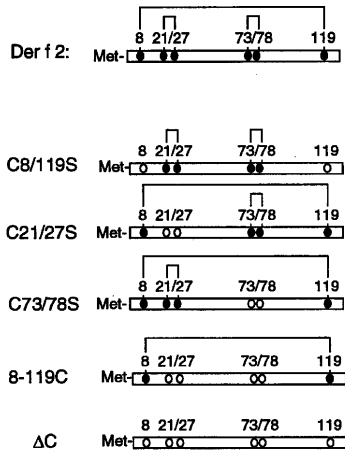 8 21/27 73/78 119
Der f 2: Met-
8 21/27 73/78 119
C8/119S Met-
8 21/27 73/78 119
C21/27S Met-
8 21/27 73/78 119
C73/78S Met-
8 21/27 73/78 119
8-119C Met-
8 21/27 73/78 119
ΔC Met-